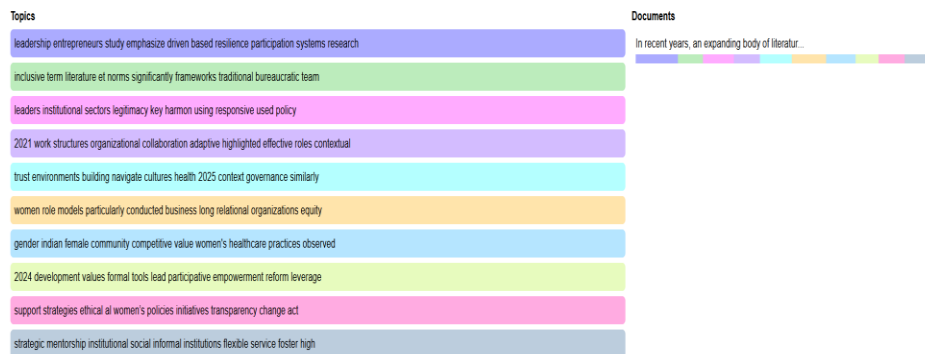 Topics
Documents
leadership entrepreneurs study emphasize driven based resilience participation systems research
In recent years, an expanding body of literatur...
inclusive term literature et norms significantly frameworks traditional bureaucratic team
leaders institutional sectors legitimacy key harmon using responsive used policy
2021 work structures organizational collaboration adaptive highlighted effective roles contextual
trust environments building navigate cultures health 2025 context governance similarly
women role models particularly conducted business long relational organizations equity
gender indian female community competitive value women's healthcare practices observed
2024 development values formal tools lead participative empowerment reform leverage
support strategies ethical al women's policies initiatives transparency change act
strategic mentorship institutional social informal institutions flexible service foster high